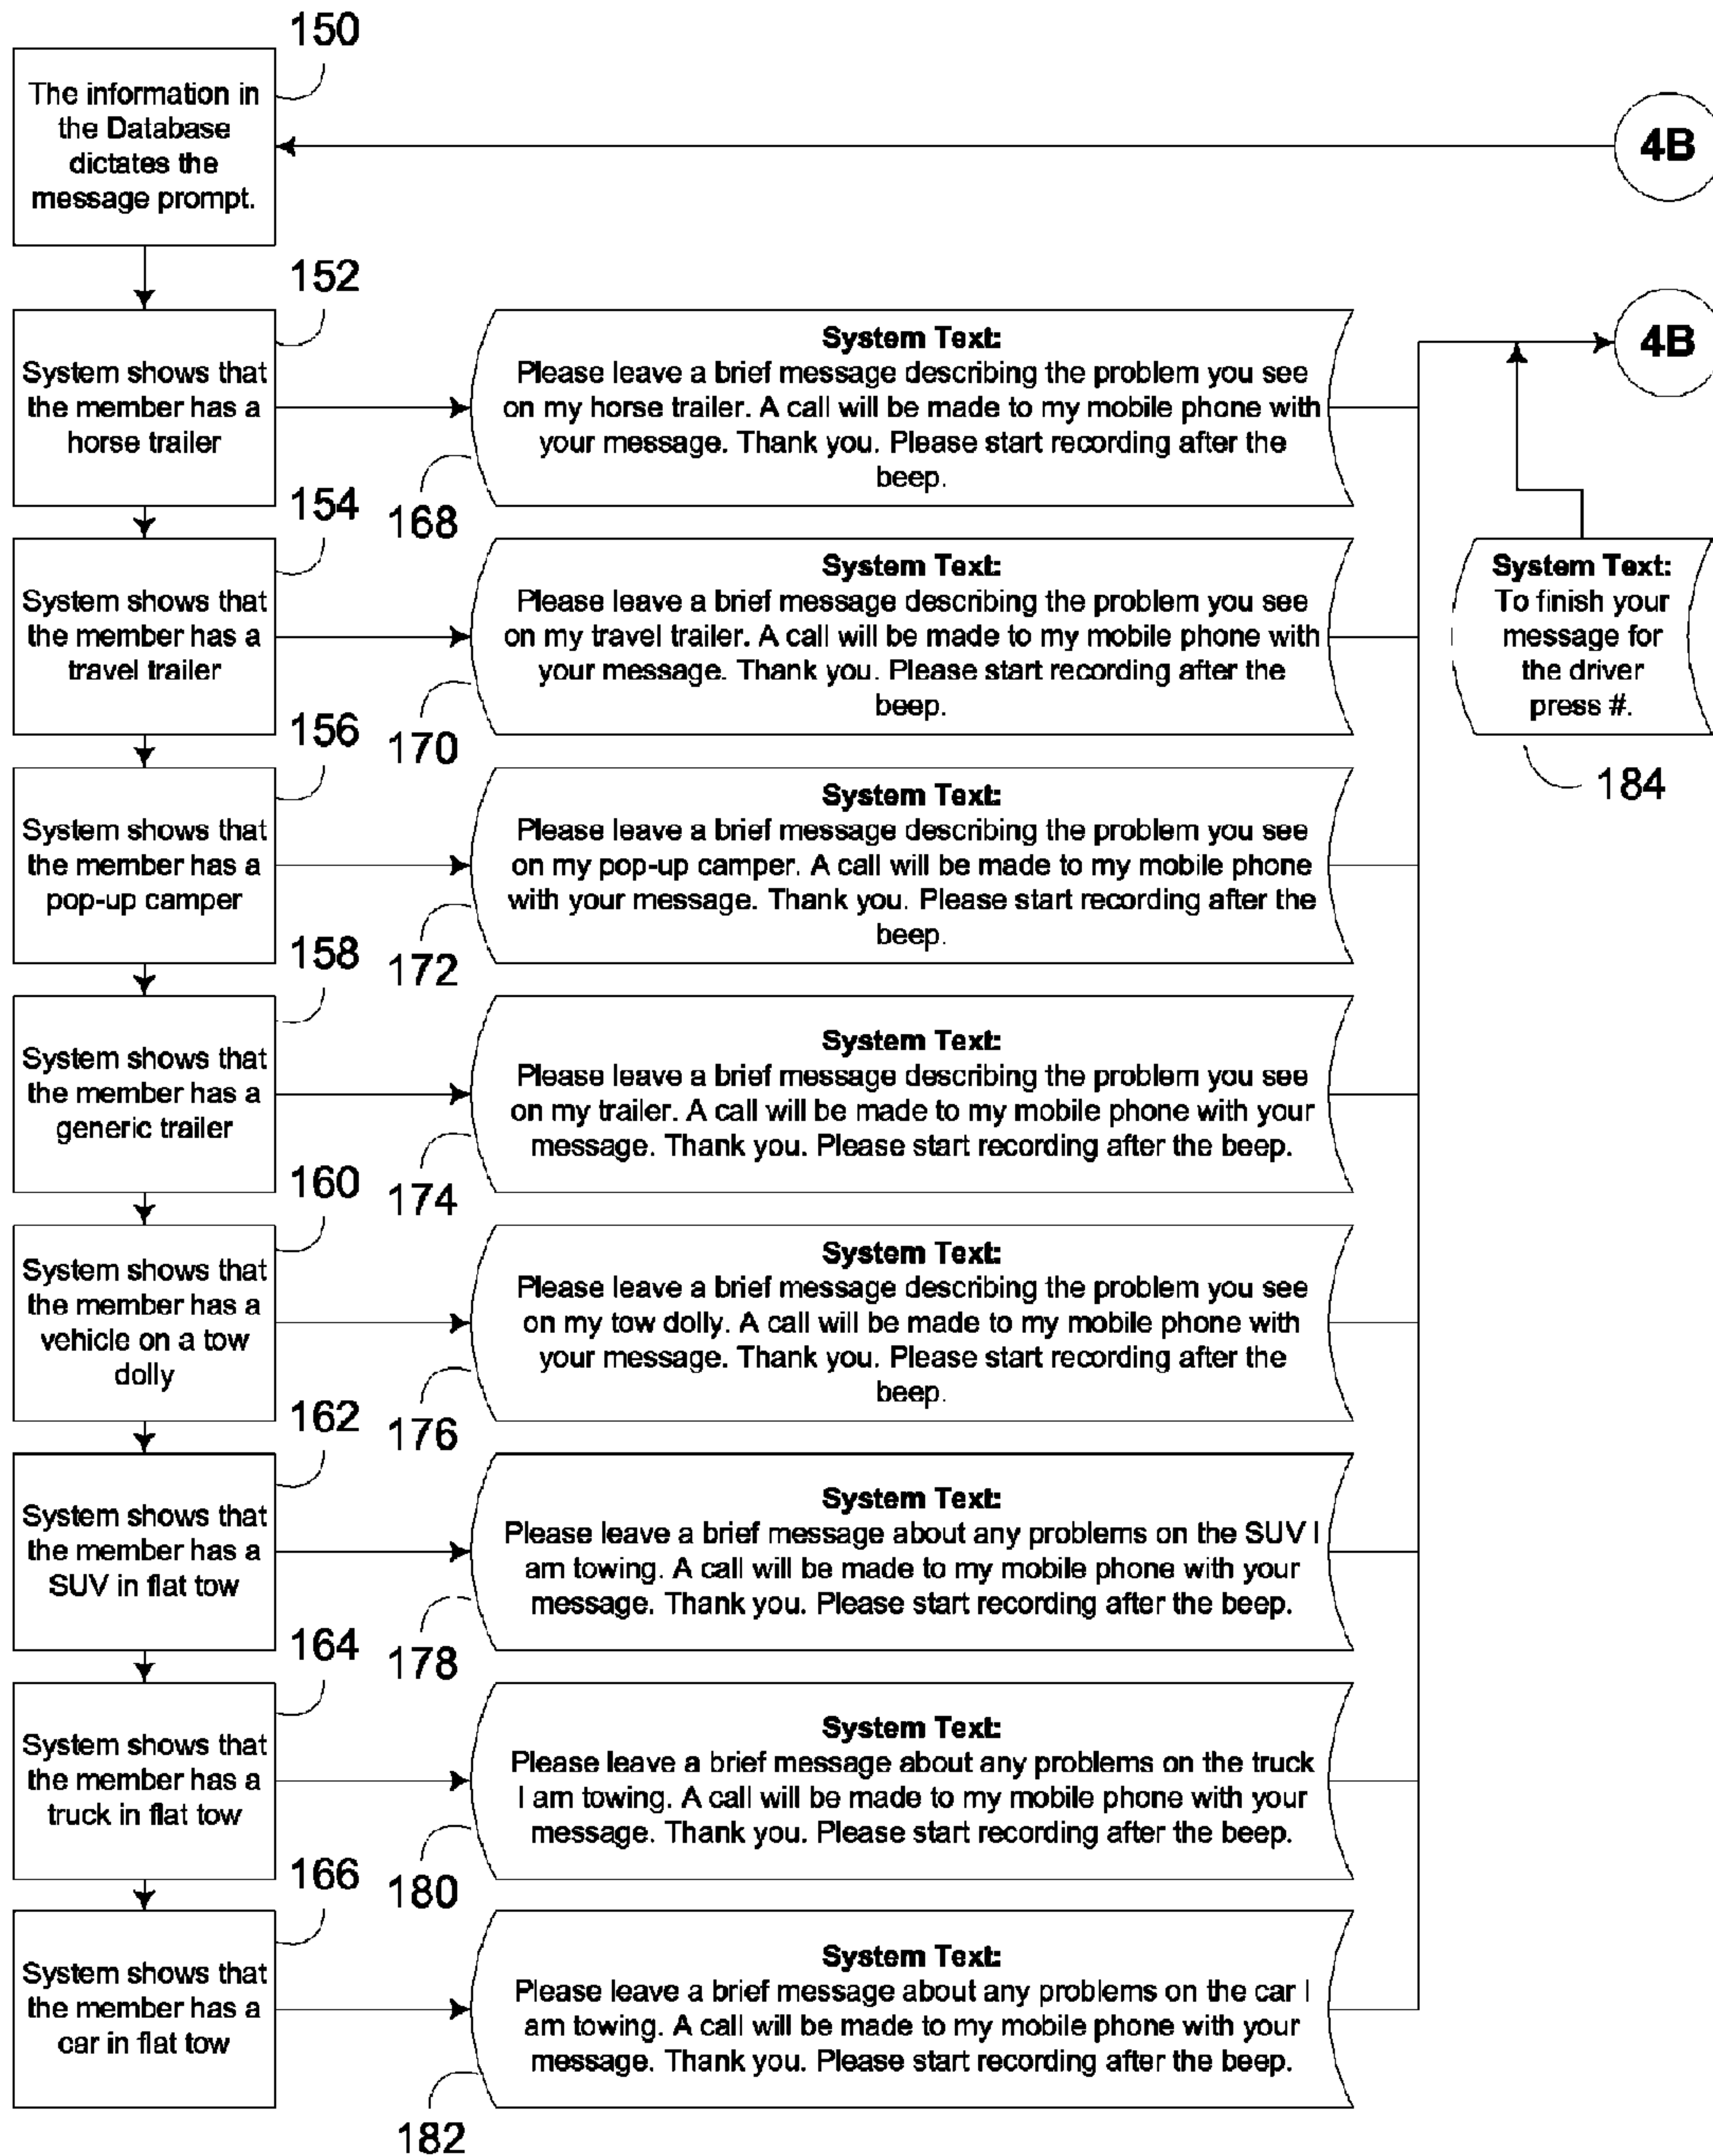 150
The information in
the Database
dictates the
message prompt.
4B
152
System shows that
the member has a
horse trailer
System Text:
Please leave a brief message describing the problem you see
on my horse trailer. A call will be made to my mobile phone with
your message. Thank you. Please start recording after the
beep.
168
4B
154
System shows that
the member has a
travel trailer
System Text:
Please leave a brief message describing the problem you see
on my travel trailer. A call will be made to my mobile phone with
your message. Thank you. Please start recording after the
beep.
170
System Text:
To finish your
message for
the driver
press #.
184
156
System shows that
the member has a
pop-up camper
System Text:
Please leave a brief message describing the problem you see
on my pop-up camper. A call will be made to my mobile phone
with your message. Thank you. Please start recording after the
beep.
172
158
System shows that
the member has a
generic trailer
System Text:
Please leave a brief message describing the problem you see
on my trailer. A call will be made to my mobile phone with your
message. Thank you. Please start recording after the beep.
174
160
System shows that
the member has a
vehicle on a tow
dolly
System Text:
Please leave a brief message describing the problem you see
on my tow dolly. A call will be made to my mobile phone with
your message. Thank you. Please start recording after the
beep.
176
162
System shows that
the member has a
SUV in flat tow
System Text:
Please leave a brief message about any problems on the SUV I
am towing. A call will be made to my mobile phone with your
message. Thank you. Please start recording after the beep.
178
164
System shows that
the member has a
truck in flat tow
System Text:
Please leave a brief message about any problems on the truck
I am towing. A call will be made to my mobile phone with your
message. Thank you. Please start recording after the beep.
180
166
System shows that
the member has a
car in flat tow
System Text:
Please leave a brief message about any problems on the car I
am towing. A call will be made to my mobile phone with your
message. Thank you. Please start recording after the beep.
182